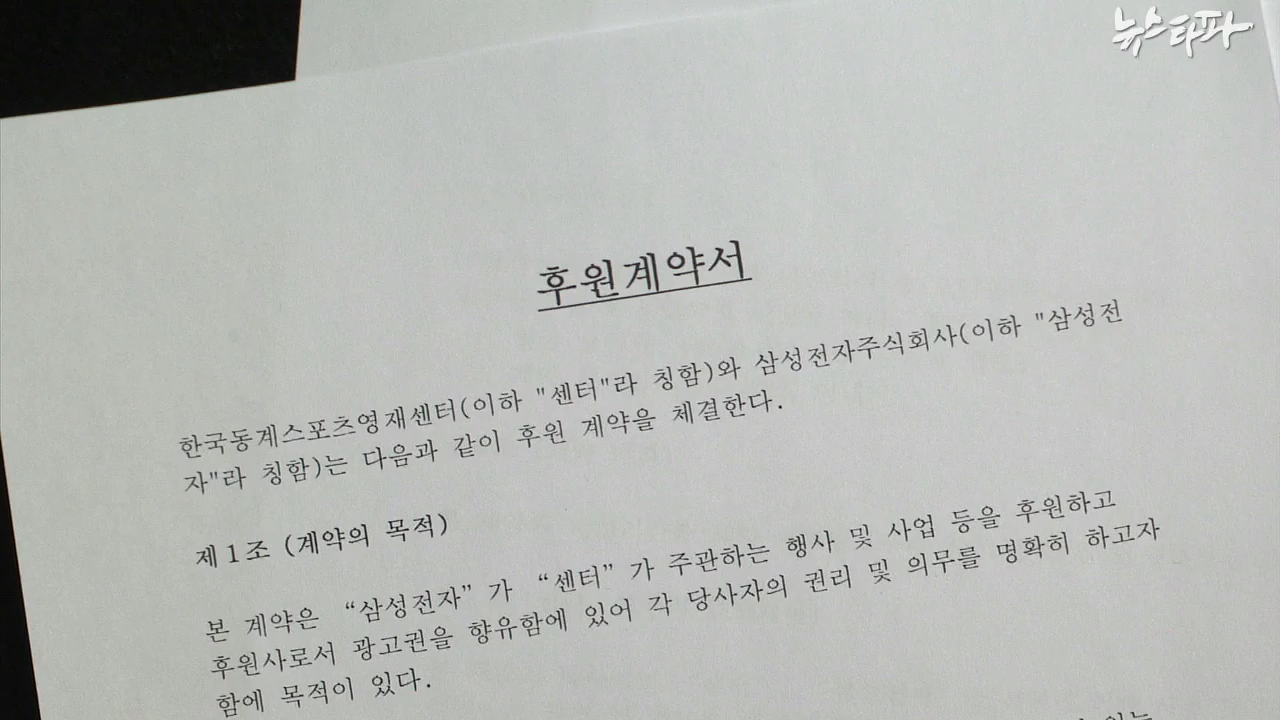 뉴스타파
후원계약서
한국동계스포츠영재센터(이하 "센터"라 칭함)와 삼성전자주식회사(이하 "삼성전
자"라 칭함)는 다음과 같이 후원 계약을 체결한다.
제1조 (계약의 목적)
본 계약은 “삼성전자” 가 “센터” 가 주관하는 행사 및 사업 등을 후원하고
후원사로서 광고권을 향유함에 있어 각 당사자의 권리 및 의무를 명확히 하고자
함에 목적이 있다.